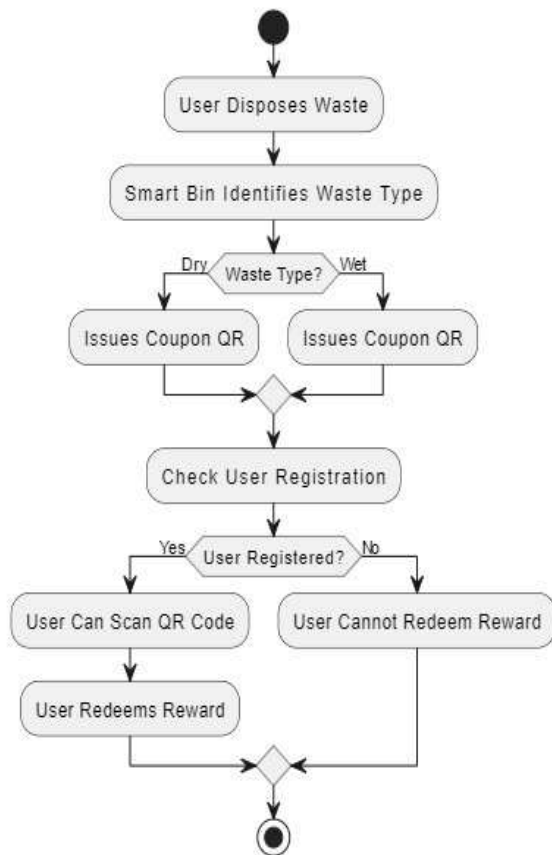 User Disposes Waste
Smart Bin Identifies Waste Type
Dry
Waste Type?
Wet
Issues Coupon QR
Issues Coupon QR
Check User Registration
Yes
User Registered?
No
User Can Scan QR Code
User Cannot Redeem Reward
User Redeems Reward